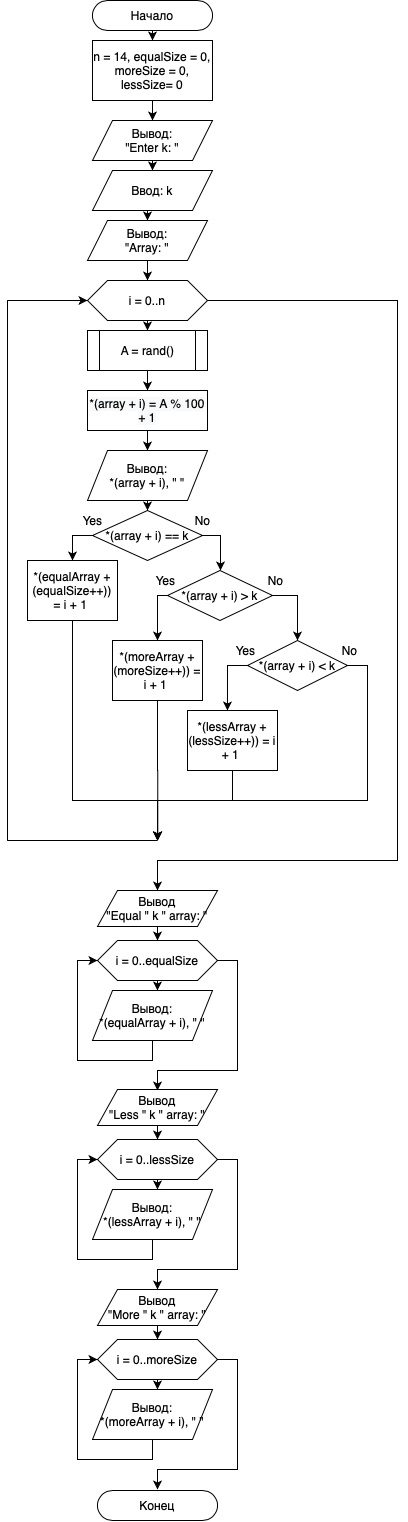 Начало
n = 14, equalSize = 0,
moreSize = 0,
lessSize= 0
Вывод:
"Enter k: "
Ввод: k
Вывод:
"Array: "
i = 0..n
A = rand()
*(array + i) = A % 100
+ 1
Вывод:
*(array + i), " "
Yes
No
*(array + i) == k
*(equalArray +
(equalSize++))
= i + 1
Yes
No
*(array + i) > k
*(moreArray +
(moreSize++)) =
i + 1
Yes
No
*(array + i) < k
*(lessArray +
(lessSize++)) = i
+ 1
Вывод
"Equal " k " array: "
i = 0..equalSize
Вывод:
*(equalArray + i), " "
Вывод
"Less " k " array: "
i = 0..lessSize
Вывод:
*(lessArray + i), " "
Вывод
"More " k " array: "
i = 0..moreSize
Вывод:
*(moreArray + i), " "
Конец